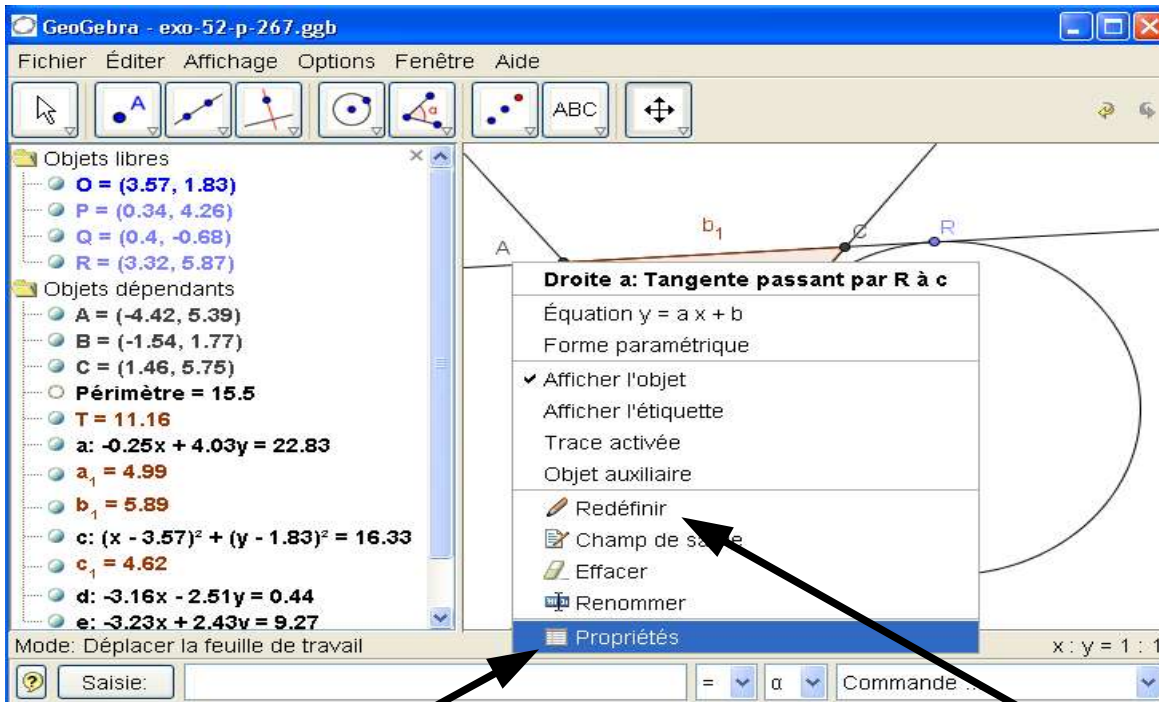 GeoGebra - exo-52-p-267.ggb
Fichier Éditer Affichage Options Fenêtre Aide
A
α
ABC
Objets libres
O = (3.57, 1.83)
P = (0.34, 4.26)
Q = (0.4, -0.68)
R = (3.32, 5.87)
Objets dépendants
A = (-4.42, 5.39)
B = (-1.54, 1.77)
C = (1.46, 5.75)
Périmètre = 15.5
T = 11.16
a: -0.25x + 4.03y = 22.83
a₁ = 4.99
b₁ = 5.89
c: (x - 3.57)² + (y - 1.83)² = 16.33
c₁ = 4.62
d: -3.16x - 2.51y = 0.44
e: -3.23x + 2.43y = 9.27
A
b₁
C
R
Droite a: Tangente passant par R à c
Équation y = a x + b
Forme paramétrique
Afficher l'objet
Afficher l'étiquette
Trace activée
Objet auxiliaire
Redéfinir
Champ de
Effacer
Renommer
Propriétés
Mode: Déplacer la feuille de travail
x : y = 1 : 1
Saisie:
=
α
Commande ...